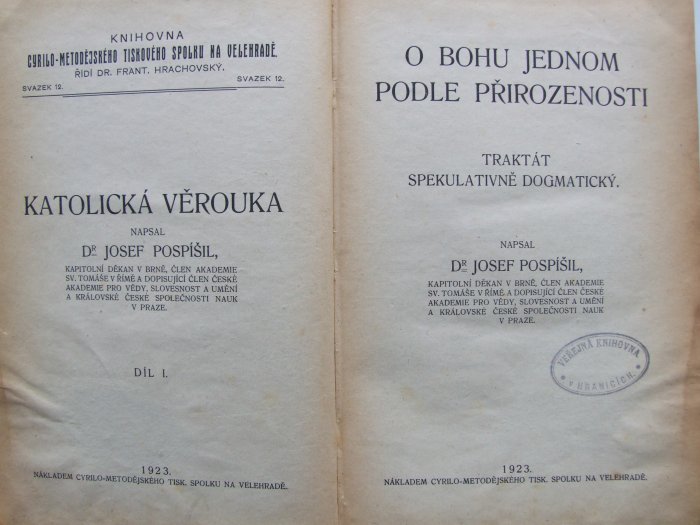 KNIHOVNA
CYRILO-METODĚJSKÉHO TISKOVÉHO SPOLKU NA VELEHRADĚ.
ŘÍDÍ DR. FRANT. HRACHOVSKÝ.
SVAZEK 12. SVAZEK 12.
KATOLICKÁ VĚROUKA
NAPSAL
DR JOSEF POSPÍŠIL,
KAPITOLNÍ DĚKAN V BRNĚ, ČLEN AKADEMIE
SV. TOMÁŠE V ŘÍMĚ A DOPISUJÍCÍ ČLEN ČESKÉ
AKADEMIE PRO VĚDY, SLOVESNOST A UMĚNÍ
A KRÁLOVSKÉ ČESKÉ SPOLEČNOSTI NAUK
V PRAZE.
DÍL I.
1923.
NÁKLADEM CYRILO-METODĚJSKÉHO TISK. SPOLKU NA VELEHRADĚ.
O BOHU JEDNOM
PODLE PŘIROZENOSTI
TRAKTÁT
SPEKULATIVNĚ DOGMATICKÝ.
NAPSAL
DR JOSEF POSPÍŠIL,
KAPITOLNÍ DĚKAN V BRNĚ, ČLEN AKADEMIE
SV. TOMÁŠE V ŘÍMĚ A DOPISUJÍCÍ ČLEN ČESKÉ
AKADEMIE PRO VĚDY, SLOVESNOST A UMĚNÍ
A KRÁLOVSKÉ ČESKÉ SPOLEČNOSTI NAUK
V PRAZE.
VEŘEJNÁ KNIHOVNA
v HRANICÍCH.
1923.
NÁKLADEM CYRILO-METODĚJSKÉHO TISK. SPOLKU NA VELEHRADĚ.